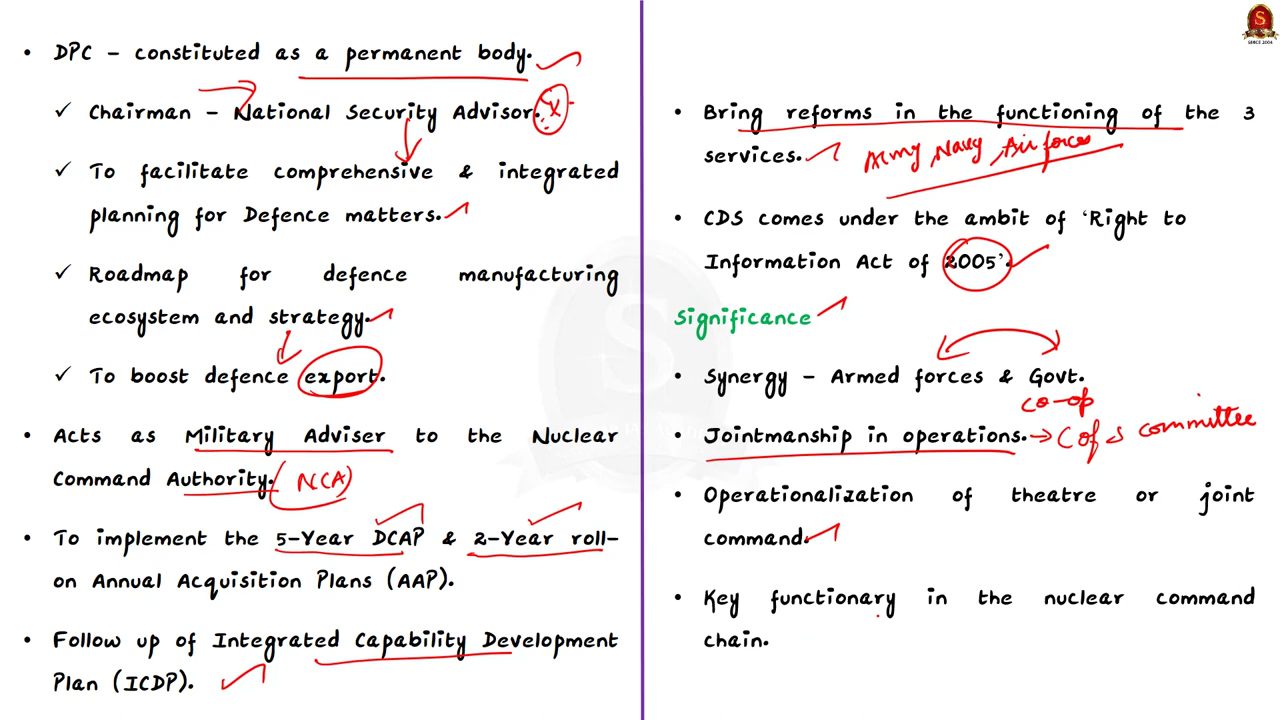 • DPC – constituted as a permanent body.
✓ Chairman – National Security Advisor. X
✓ To facilitate comprehensive & integrated
planning for Defence matters.
✓ Roadmap for defence manufacturing
ecosystem and strategy.
✓ To boost defence export.
• Acts as Military Adviser to the Nuclear
Command Authority. (NCA)
• To implement the 5-Year DCAP & 2-Year roll-
on Annual Acquisition Plans (AAP).
• Follow up of Integrated Capability Development
Plan (ICDP).
S
SINCE 2004
• Bring reforms in the functioning of the 3
services. Army, Navy, Air force
• CDS comes under the ambit of ‘Right to
Information Act of 2005’.
Significance
• Synergy – Armed forces & Govt.
co-op
• Jointmanship in operations. → C of S committee
• Operationalization of theatre or joint
command.
• Key functionary in the nuclear command
chain.